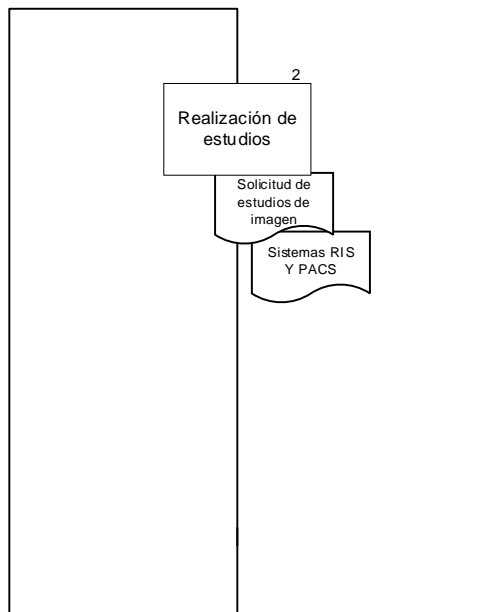 2
Realización de
estudios
Solicitud de
estudios de
imagen
Sistemas RIS
Y PACS